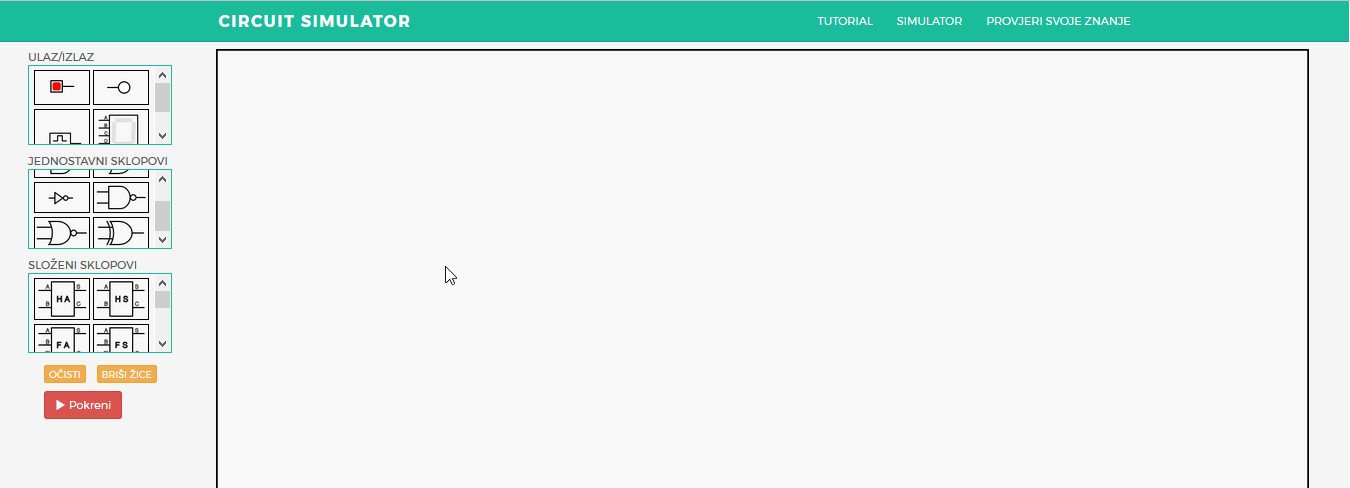 CIRCUIT SIMULATOR
TUTORIAL SIMULATOR PROVJERI SVOJE ZNANJE
ULAZ/IZLAZ
A
B
C
D
JEDNOSTAVNI SKLOPOVI
SLOŽENI SKLOPOVI
A HA S
B C
A HS S
B C
A FA S
B
A FS S
B
OČISTI BRIŠI ŽICE
Pokreni